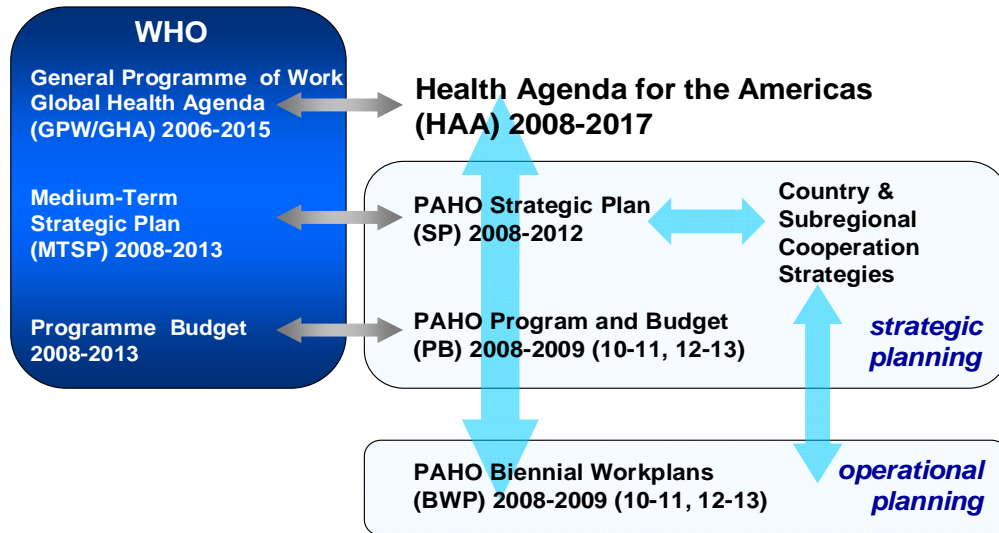 WHO
General Programme of Work
Global Health Agenda
(GPW/GHA) 2006-2015
Medium-Term
Strategic Plan
(MTSP) 2008-2013
Programme Budget
2008-2013
Health Agenda for the Americas
(HAA) 2008-2017
PAHO Strategic Plan
(SP) 2008-2012
Country &
Subregional
Cooperation
Strategies
PAHO Program and Budget
(PB) 2008-2009 (10-11, 12-13)
strategic
planning
PAHO Biennial Workplans
(BWP) 2008-2009 (10-11, 12-13)
operational
planning